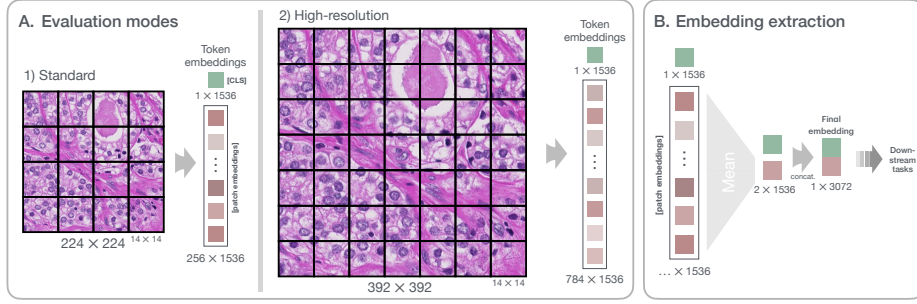 A. Evaluation modes
1) Standard
224 × 224
14 × 14
Token
embeddings
[CLS]
1 × 1536
[patch embeddings]
256 × 1536
2) High-resolution
392 × 392
14 × 14
Token
embeddings
1 × 1536
784 × 1536
B. Embedding extraction
1 × 1536
[patch embeddings]
... × 1536
Mean
2 × 1536
concat.
Final
embedding
1 × 3072
Down-
stream
tasks